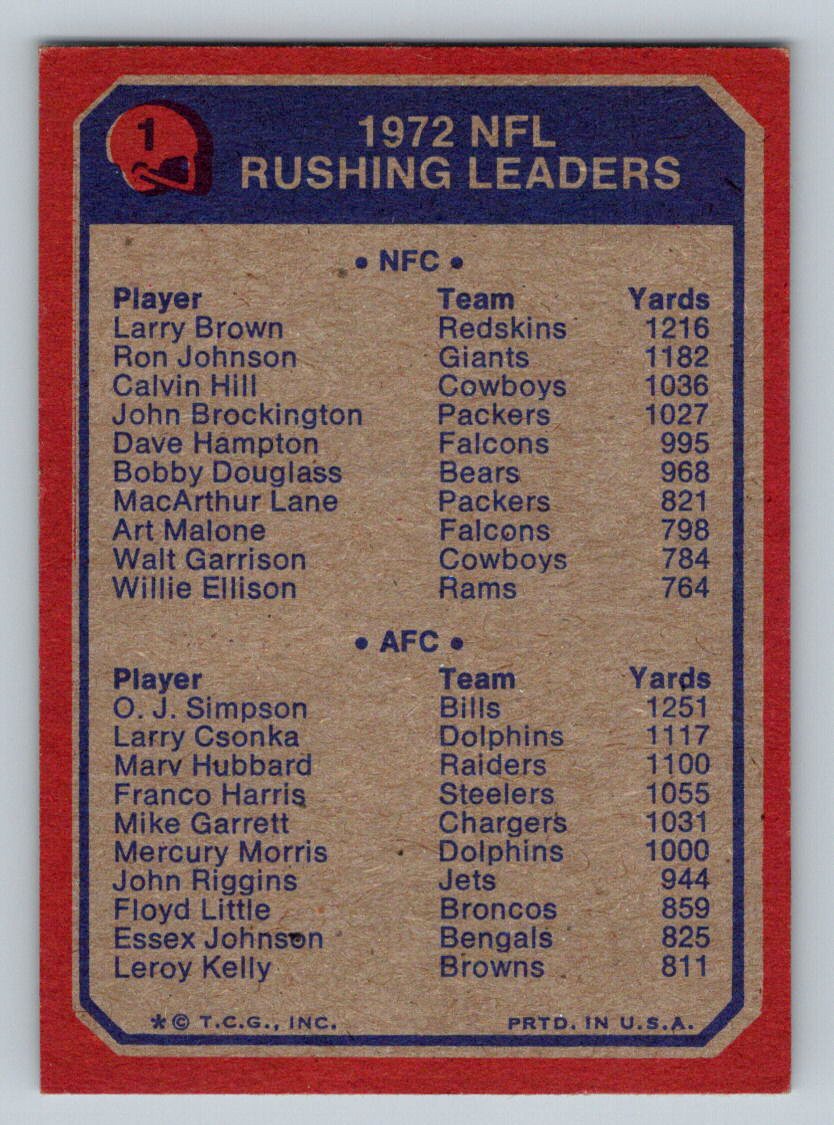 1
1972 NFL
RUSHING LEADERS
• NFC •
Player Team Yards
Larry Brown Redskins 1216
Ron Johnson Giants 1182
Calvin Hill Cowboys 1036
John Brockington Packers 1027
Dave Hampton Falcons 995
Bobby Douglass Bears 968
MacArthur Lane Packers 821
Art Malone Falcons 798
Walt Garrison Cowboys 784
Willie Ellison Rams 764
• AFC •
Player Team Yards
O. J. Simpson Bills 1251
Larry Csonka Dolphins 1117
Marv Hubbard Raiders 1100
Franco Harris Steelers 1055
Mike Garrett Chargers 1031
Mercury Morris Dolphins 1000
John Riggins Jets 944
Floyd Little Broncos 859
Essex Johnson Bengals 825
Leroy Kelly Browns 811
* © T.C.G., INC. PRTD. IN U.S.A.